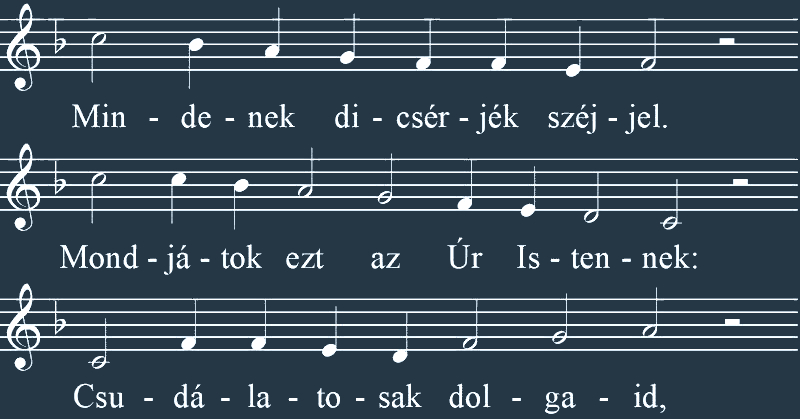 Min - de - nek di - csér - jék széj - jel.
Mond - já - tok ezt az Úr Is - ten - nek:
Csu - dá - la - to - sak dol - ga - id,